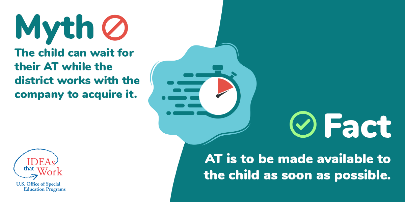 Myth
The child can wait for
their AT while the
district works with the
company to acquire it.
Fact
AT is to be made available to
the child as soon as possible.
IDEA
that Work
U.S. Office of Special
Education Programs